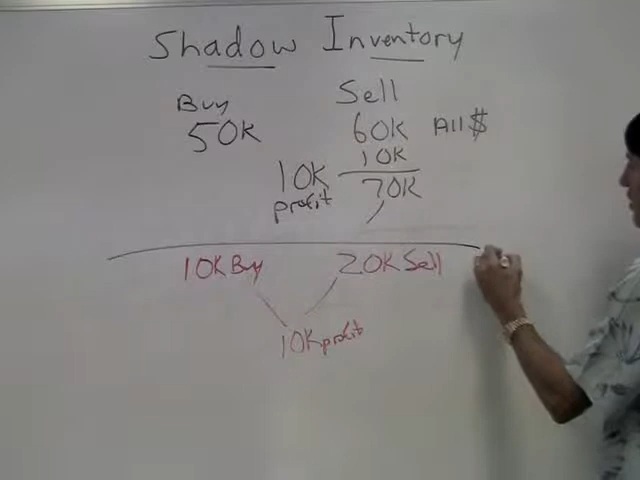 Shadow Inventory
Buy
Sell
50K
60K All $
10K
10K profit
70K
10K Buy
20K Sell
10K profit